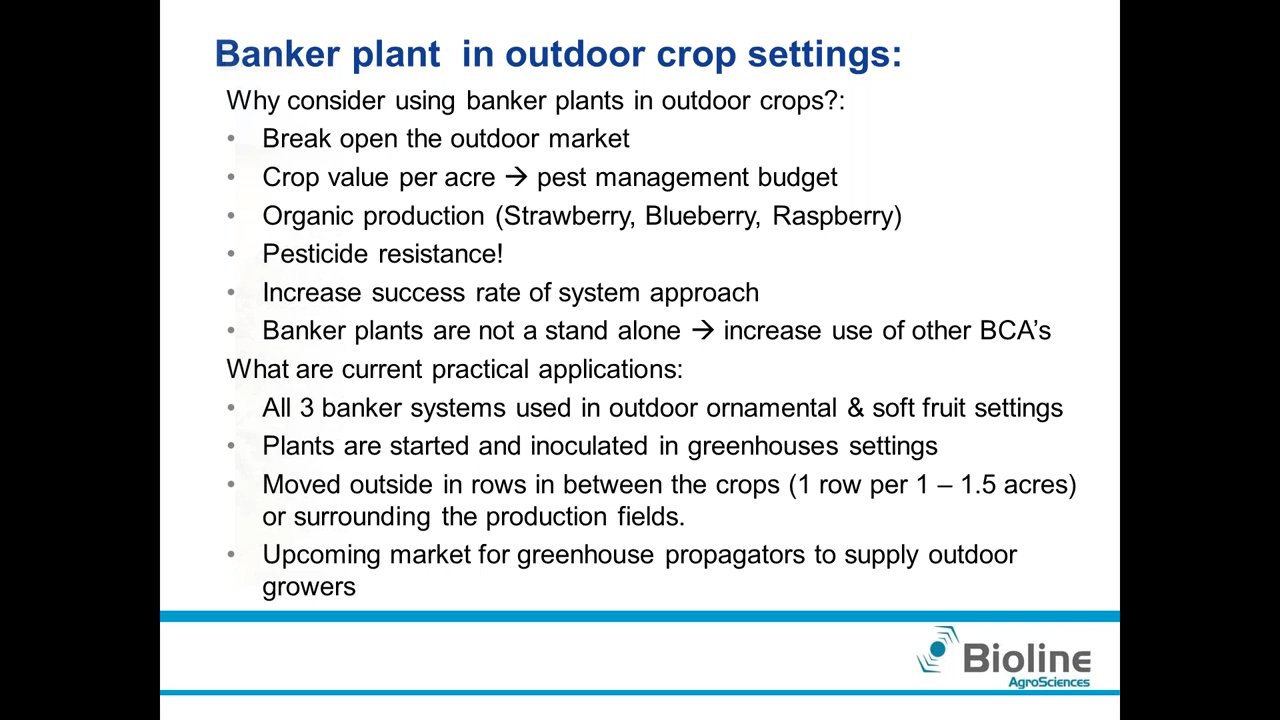 Banker plant  in outdoor crop settings:
Why consider using banker plants in outdoor crops?:
• Break open the outdoor market
• Crop value per acre → pest management budget
• Organic production (Strawberry, Blueberry, Raspberry)
• Pesticide resistance!
• Increase success rate of system approach
• Banker plants are not a stand alone → increase use of other BCA’s
What are current practical applications:
• All 3 banker systems used in outdoor ornamental & soft fruit settings
• Plants are started and inoculated in greenhouses settings
• Moved outside in rows in between the crops (1 row per 1 – 1.5 acres)
or surrounding the production fields.
• Upcoming market for greenhouse propagators to supply outdoor
growers
Bioline
AgroSciences